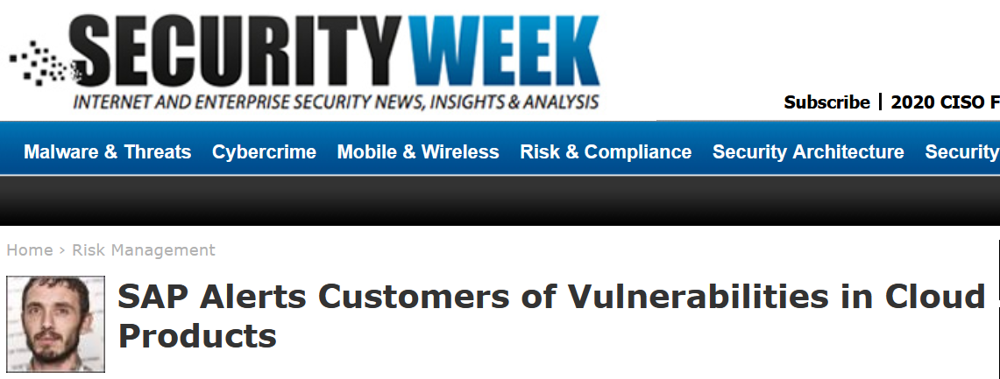 SECURITYWEEK
INTERNET AND ENTERPRISE SECURITY NEWS, INSIGHTS & ANALYSIS
Subscribe | 2020 CISO F
Malware & Threats Cybercrime Mobile & Wireless Risk & Compliance Security Architecture Security
Home › Risk Management
SAP Alerts Customers of Vulnerabilities in Cloud
Products